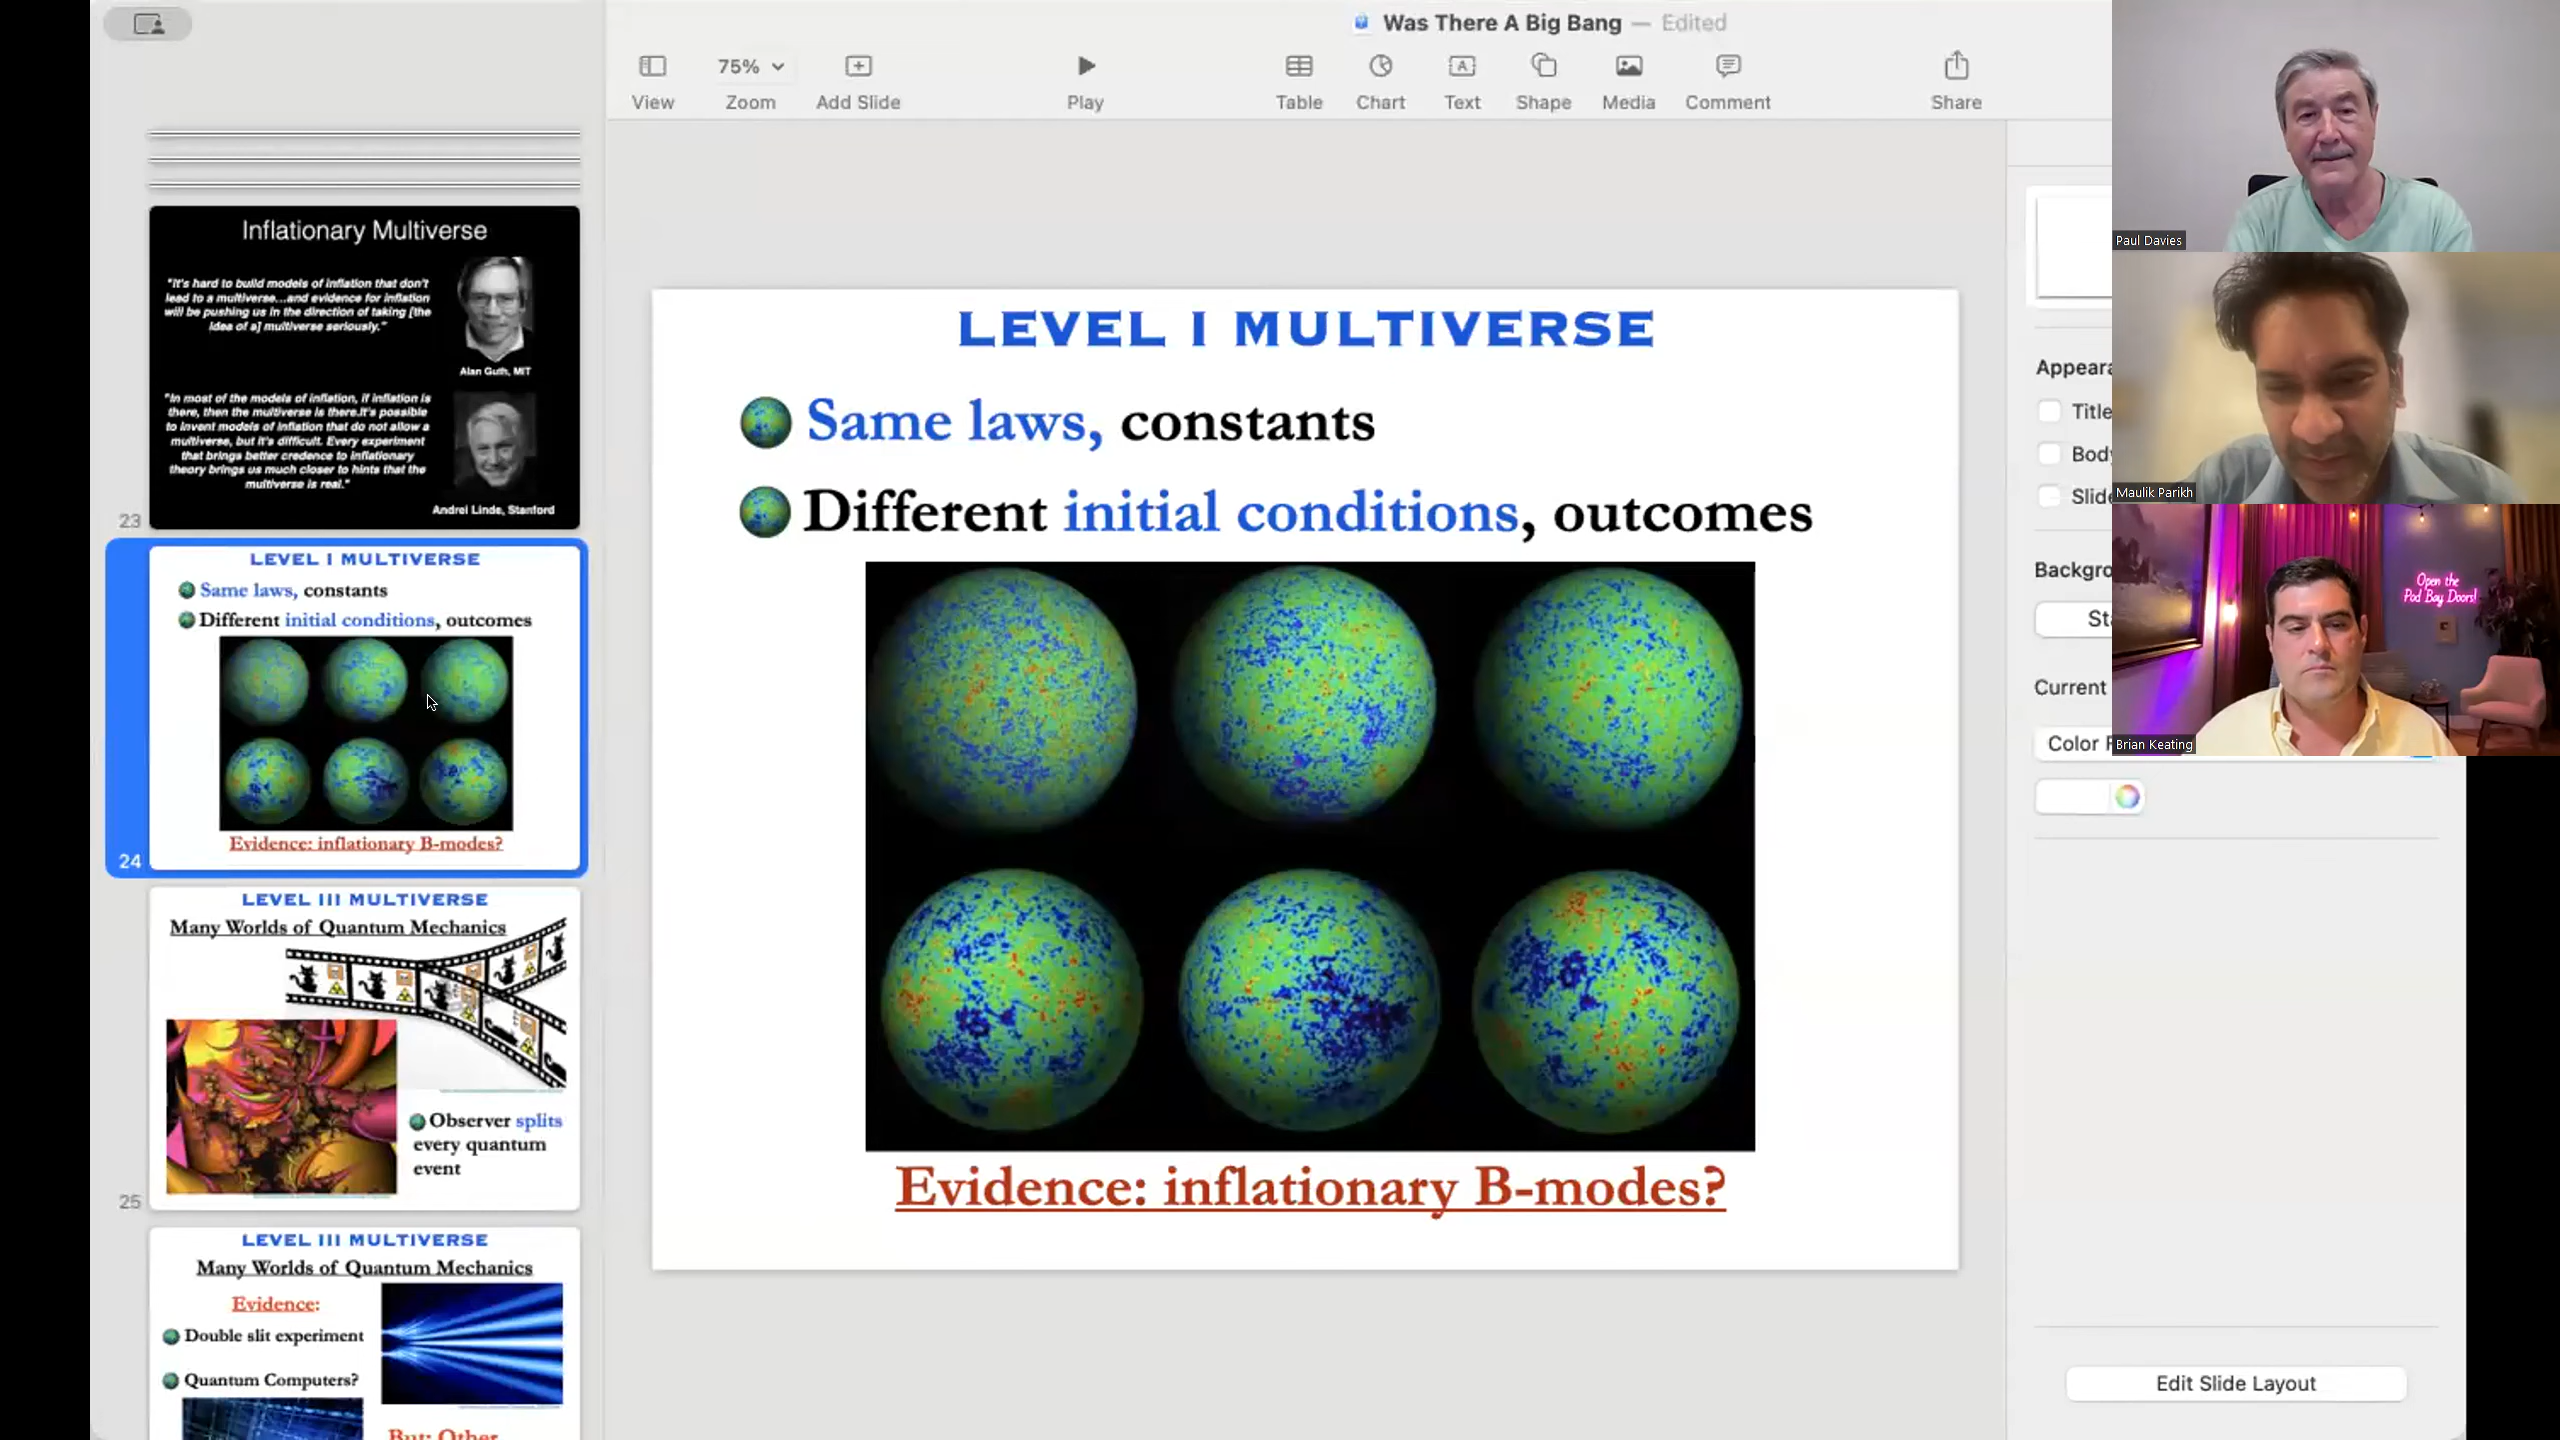 Was There A Big Bang — Edited
View
75%
Zoom
Add Slide
Play
Table
Chart
Text
Shape
Media
Comment
Share
Inflationary Multiverse
"It's hard to build models of inflation that don't
lead to a multiverse...and evidence for inflation
will be pushing us in the direction of taking [the
idea of a] multiverse seriously."
Alan Guth, MIT
"In most of the models of inflation, if inflation is
there, then the multiverse is there.It's possible
to invent models of inflation that do not allow a
multiverse, but it's difficult. Every experiment
that brings better credence to inflationary
theory brings us much closer to hints that the
multiverse is real."
Andrei Linde, Stanford
23
LEVEL I MULTIVERSE
Same laws, constants
Different initial conditions, outcomes
Evidence: inflationary B-modes?
24
LEVEL III MULTIVERSE
Many Worlds of Quantum Mechanics
Observer splits
every quantum
event
25
LEVEL III MULTIVERSE
Many Worlds of Quantum Mechanics
Evidence:
Double slit experiment
Quantum Computers?
But: Other
LEVEL I MULTIVERSE
Same laws, constants
Different initial conditions, outcomes
Evidence: inflationary B-modes?
Appeara
Title
Body
Slide
Backgro
Sta
Current
Color F
Edit Slide Layout
Paul Davies
Maulik Parikh
Open the
Pod Bay Doors!
Brian Keating